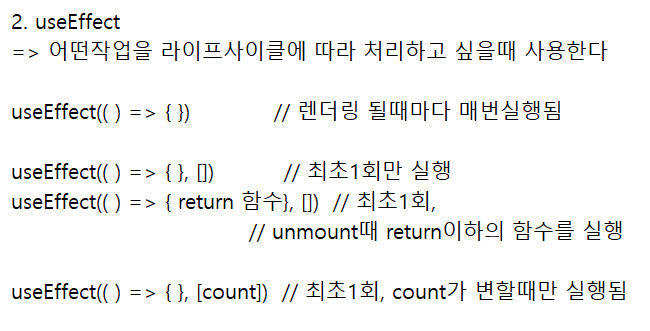 2. useEffect
=> 어떤작업을 라이프사이클에 따라 처리하고 싶을때 사용한다
useEffect(( ) => { }) // 렌더링 될때마다 매번실행됨
useEffect(( ) => { }, []) // 최초1회만 실행
useEffect(( ) => { return 함수}, []) // 최초1회,
// unmount때 return이하의 함수를 실행
useEffect(( ) => { }, [count]) // 최초1회, count가 변할때만 실행됨